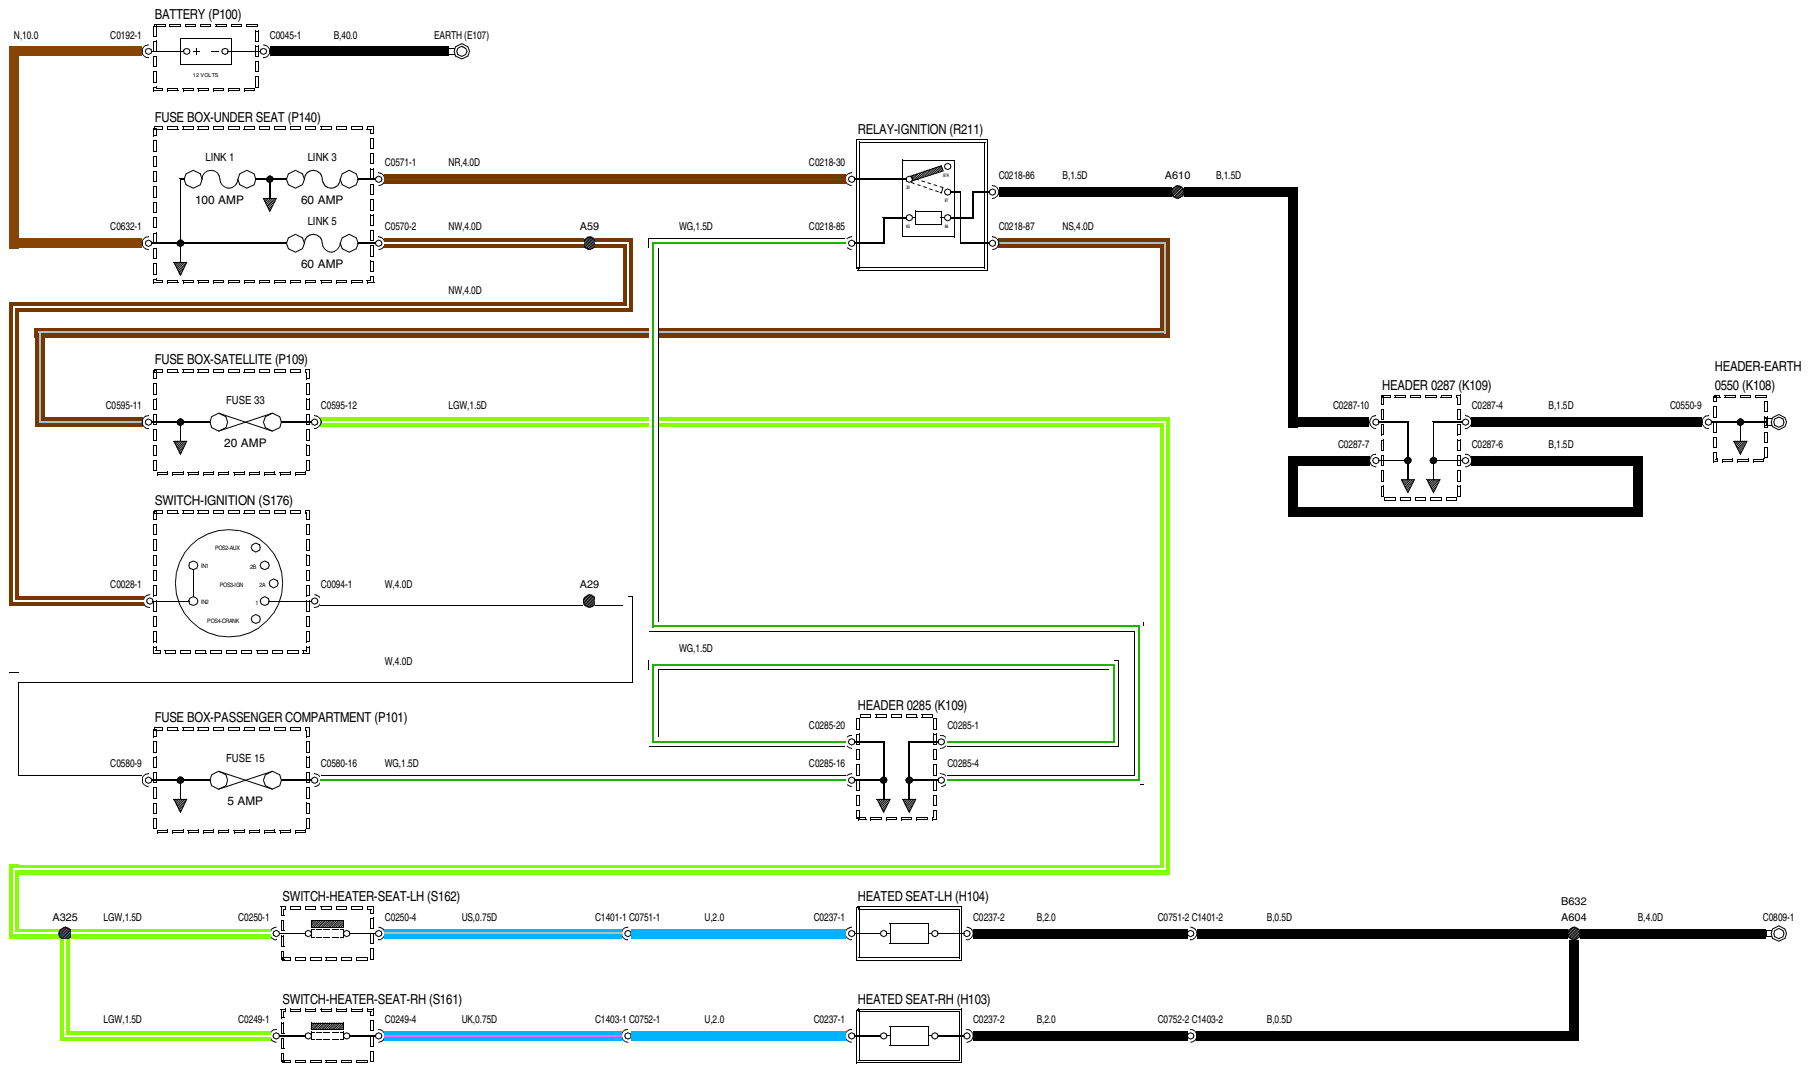 BATTERY (P100)
N,10.0
C0192-1
C0045-1
B,40.0
EARTH (E107)
12 VOLTS
FUSE BOX-UNDER SEAT (P140)
RELAY-IGNITION (R211)
LINK 1
LINK 3
C0571-1
NR,4.0D
C0218-30
C0218-86
B,1.5D
A610
B,1.5D
100 AMP
60 AMP
LINK 5
C0632-1
C0570-2
NW,4.0D
A59
WG,1.5D
C0218-85
C0218-87
NS,4.0D
30
87A
87
85
86
60 AMP
NW,4.0D
FUSE BOX-SATELLITE (P109)
HEADER-EARTH
0550 (K108)
HEADER 0287 (K109)
C0595-11
FUSE 33
C0595-12
LGW,1.5D
C0287-10
C0287-4
B,1.5D
C0550-9
20 AMP
C0287-7
C0287-6
B,1.5D
SWITCH-IGNITION (S176)
POS2-AUX
IN1
2B
POS3-IGN
2A
C0028-1
IN2
1
C0094-1
W,4.0D
A29
POS4-CRANK
WG,1.5D
W,4.0D
FUSE BOX-PASSENGER COMPARTMENT (P101)
HEADER 0285 (K109)
C0285-20
C0285-1
C0580-9
FUSE 15
C0580-16
WG,1.5D
C0285-16
C0285-4
5 AMP
SWITCH-HEATER-SEAT-LH (S162)
HEATED SEAT-LH (H104)
B632
A325
LGW,1.5D
C0250-1
C0250-4
US,0.75D
C1401-1 C0751-1
U,2.0
C0237-1
C0237-2
B,2.0
C0751-2 C1401-2
B,0.5D
A604
B,4.0D
C0809-1
SWITCH-HEATER-SEAT-RH (S161)
HEATED SEAT-RH (H103)
LGW,1.5D
C0249-1
C0249-4
UK,0.75D
C1403-1 C0752-1
U,2.0
C0237-1
C0237-2
B,2.0
C0752-2 C1403-2
B,0.5D